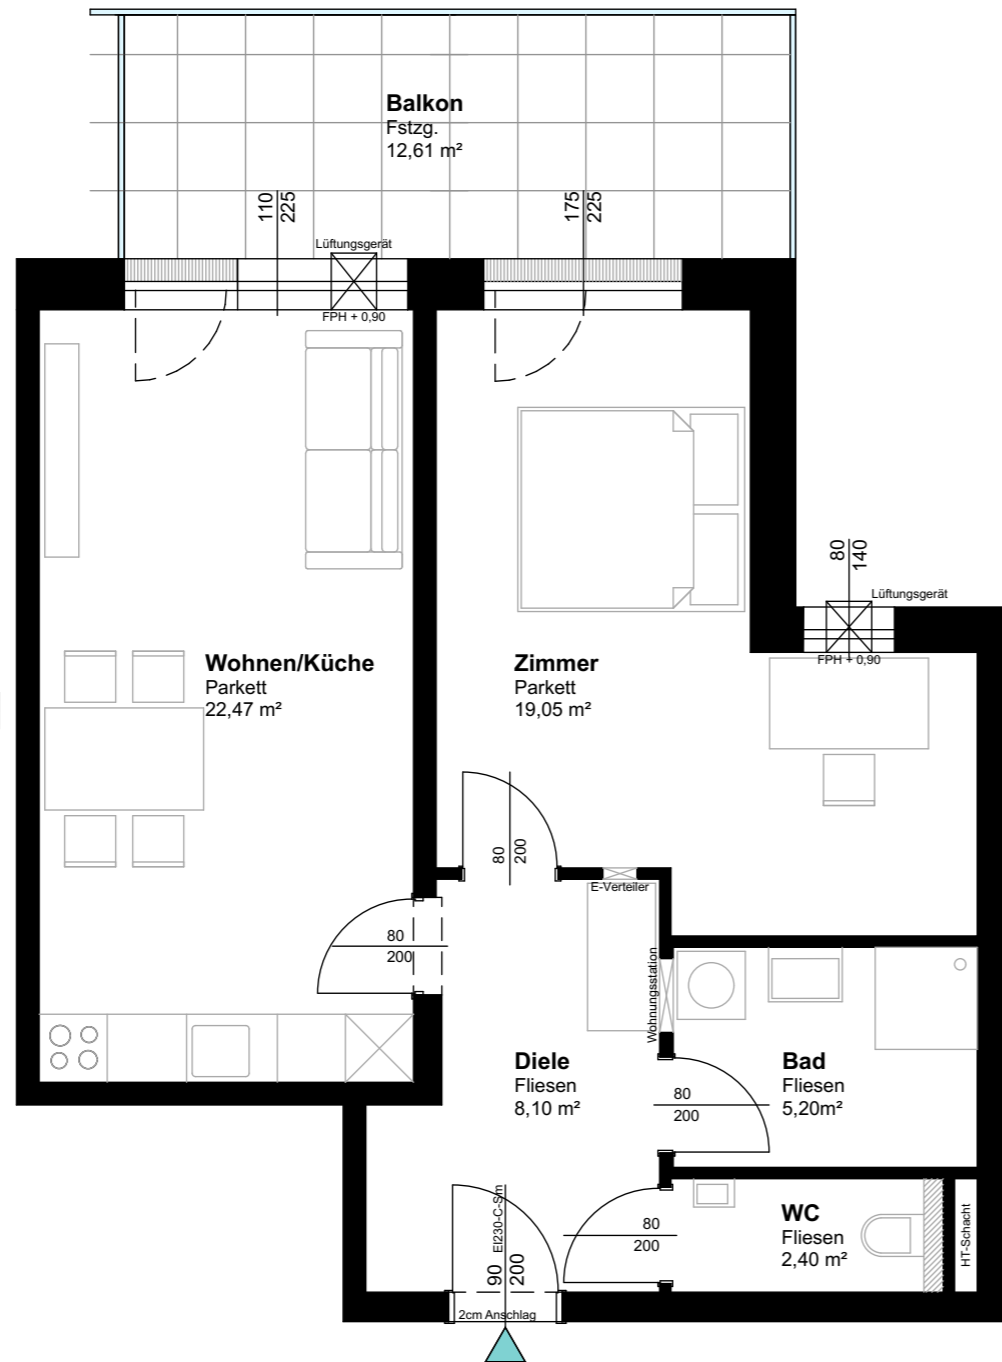 Balkon
Fstzg.
12,61 m²
110
225
175
225
Lüftungsgerät
FPH + 0,90
80
140
Lüftungsgerät
FPH + 0,90
Wohnen/Küche
Parkett
22,47 m²
Zimmer
Parkett
19,05 m²
80
200
E-Verteiler
80
200
Wohnungsstation
Diele
Fliesen
8,10 m²
Bad
Fliesen
5,20m²
80
200
80
200
WC
Fliesen
2,40 m²
HT-Schacht
90
200
EI230-C-Sm
2cm Anschlag